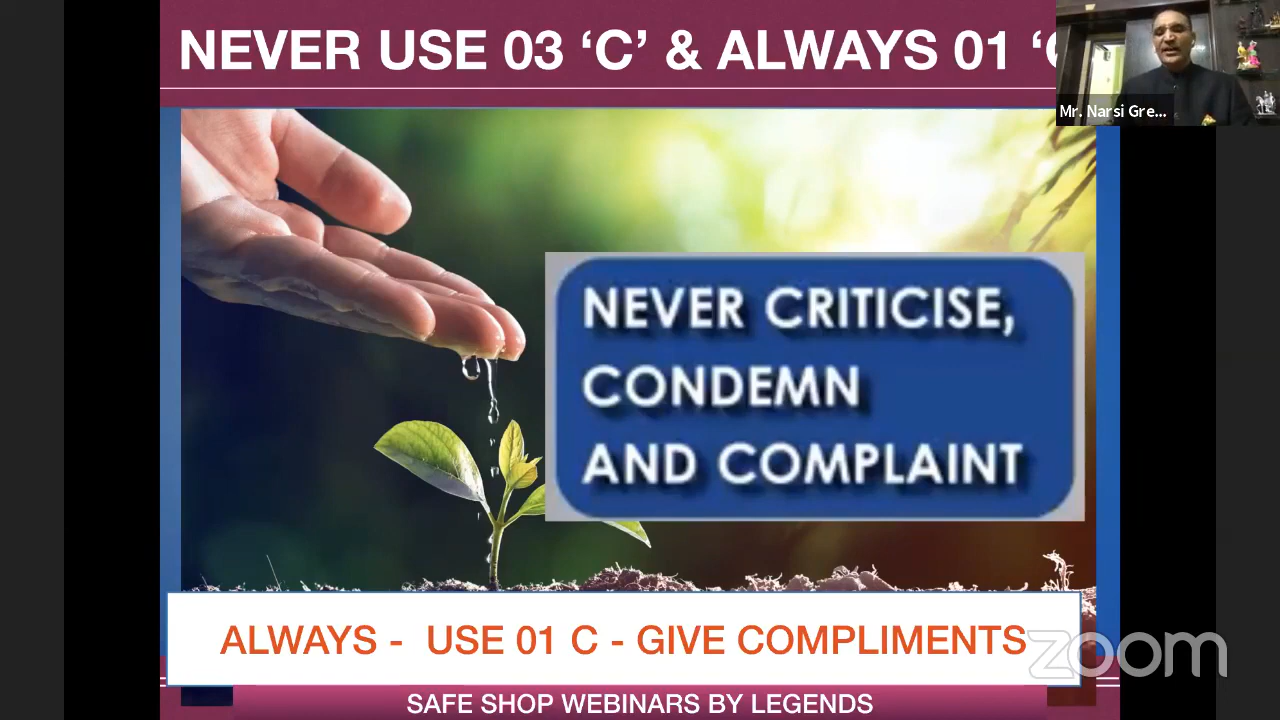 NEVER USE 03 ‘C’ & ALWAYS 01 ‘
Mr. Narsi Gre...
NEVER CRITICISE,
CONDEMN
AND COMPLAINT
ALWAYS - USE 01 C - GIVE COMPLIMENTS
zoom
SAFE SHOP WEBINARS BY LEGENDS